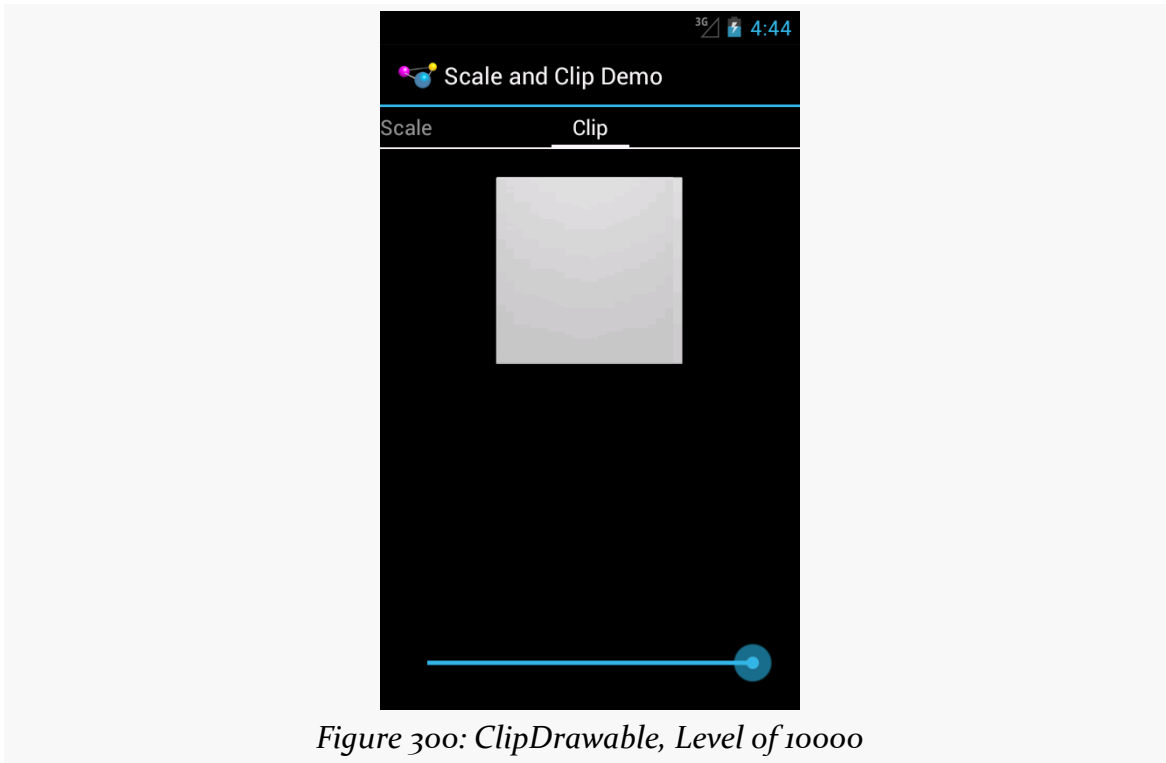 3G 4:44
Scale and Clip Demo
Scale Clip
Figure 300: ClipDrawable, Level of 10000